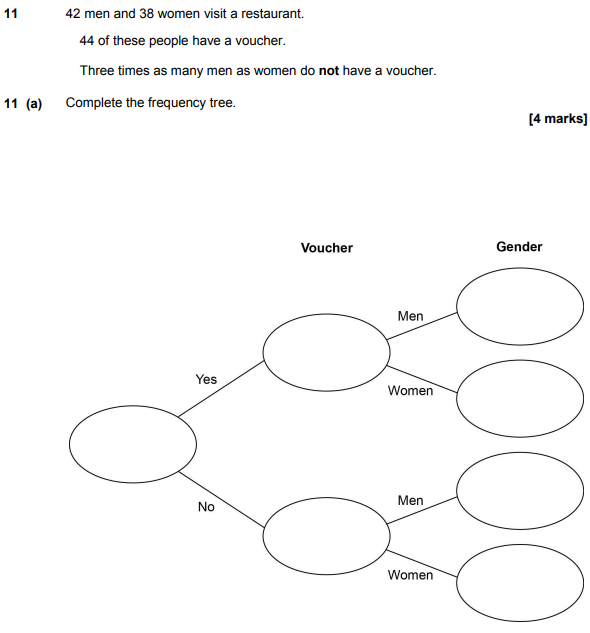 11 42 men and 38 women visit a restaurant.
44 of these people have a voucher.
Three times as many men as women do not have a voucher.
11 (a) Complete the frequency tree.
[4 marks]
Voucher Gender
Men
Yes
Women
Men
No
Women